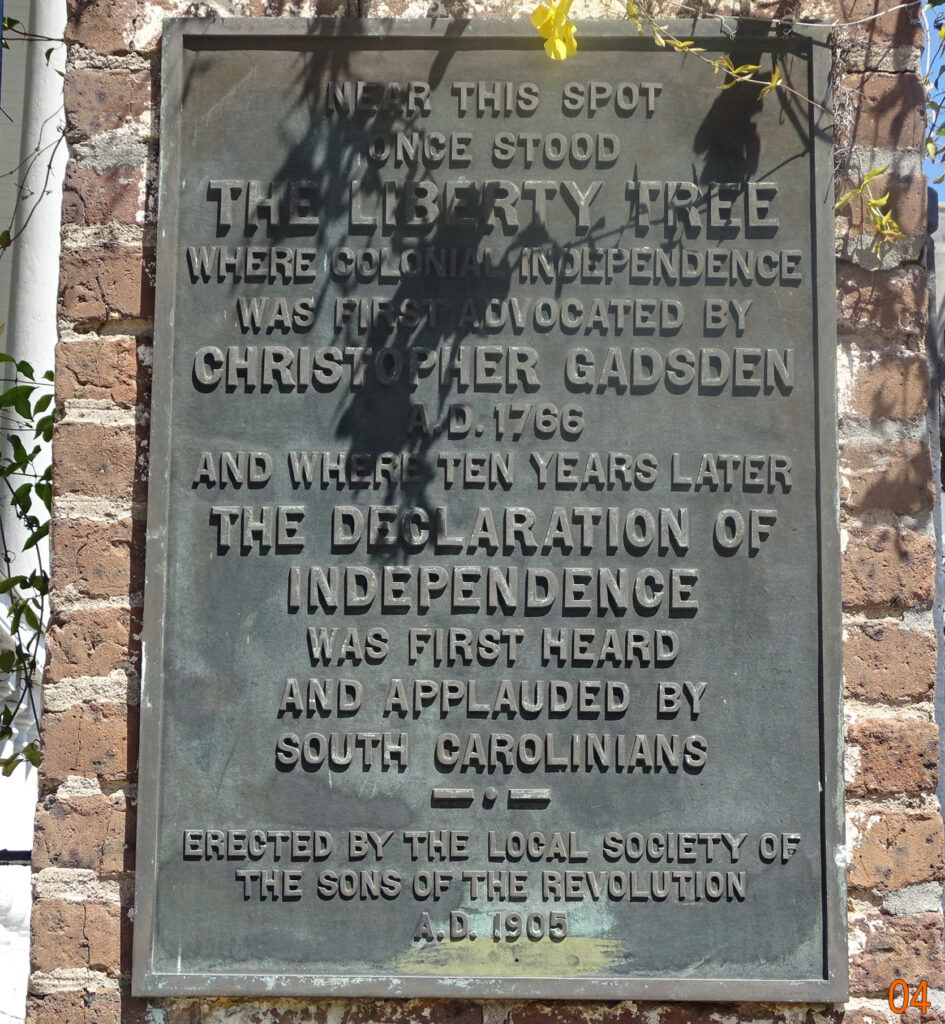 NEAR THIS SPOT
ONCE STOOD
THE LIBERTY TREE
WHERE COLONIAL INDEPENDENCE
WAS FIRST ADVOCATED BY
CHRISTOPHER GADSDEN
A.D. 1766
AND WHERE TEN YEARS LATER
THE DECLARATION OF
INDEPENDENCE
WAS FIRST HEARD
AND APPLAUDED BY
SOUTH CAROLINIANS
ERECTED BY THE LOCAL SOCIETY OF
THE SONS OF THE REVOLUTION
A.D. 1905
04